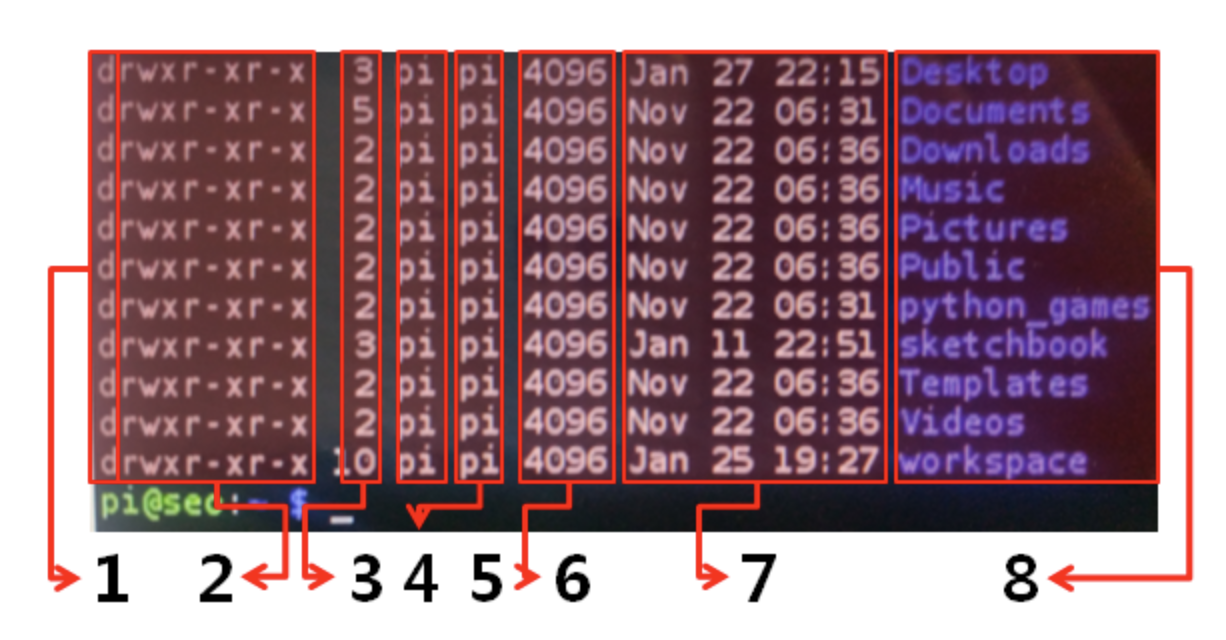 drwxr-xr-x 3 pi pi 4096 Jan 27 22:15 Desktop
drwxr-xr-x 5 pi pi 4096 Nov 22 06:31 Documents
drwxr-xr-x 2 pi pi 4096 Nov 22 06:36 Downloads
drwxr-xr-x 2 pi pi 4096 Nov 22 06:36 Music
drwxr-xr-x 2 pi pi 4096 Nov 22 06:36 Pictures
drwxr-xr-x 2 pi pi 4096 Nov 22 06:36 Public
drwxr-xr-x 2 pi pi 4096 Nov 22 06:31 python_games
drwxr-xr-x 3 pi pi 4096 Jan 11 22:51 sketchbook
drwxr-xr-x 2 pi pi 4096 Nov 22 06:36 Templates
drwxr-xr-x 2 pi pi 4096 Nov 22 06:36 Videos
drwxr-xr-x 10 pi pi 4096 Jan 25 19:27 workspace
pi@seo:~ $ _
1 2 3 4 5 6 7 8